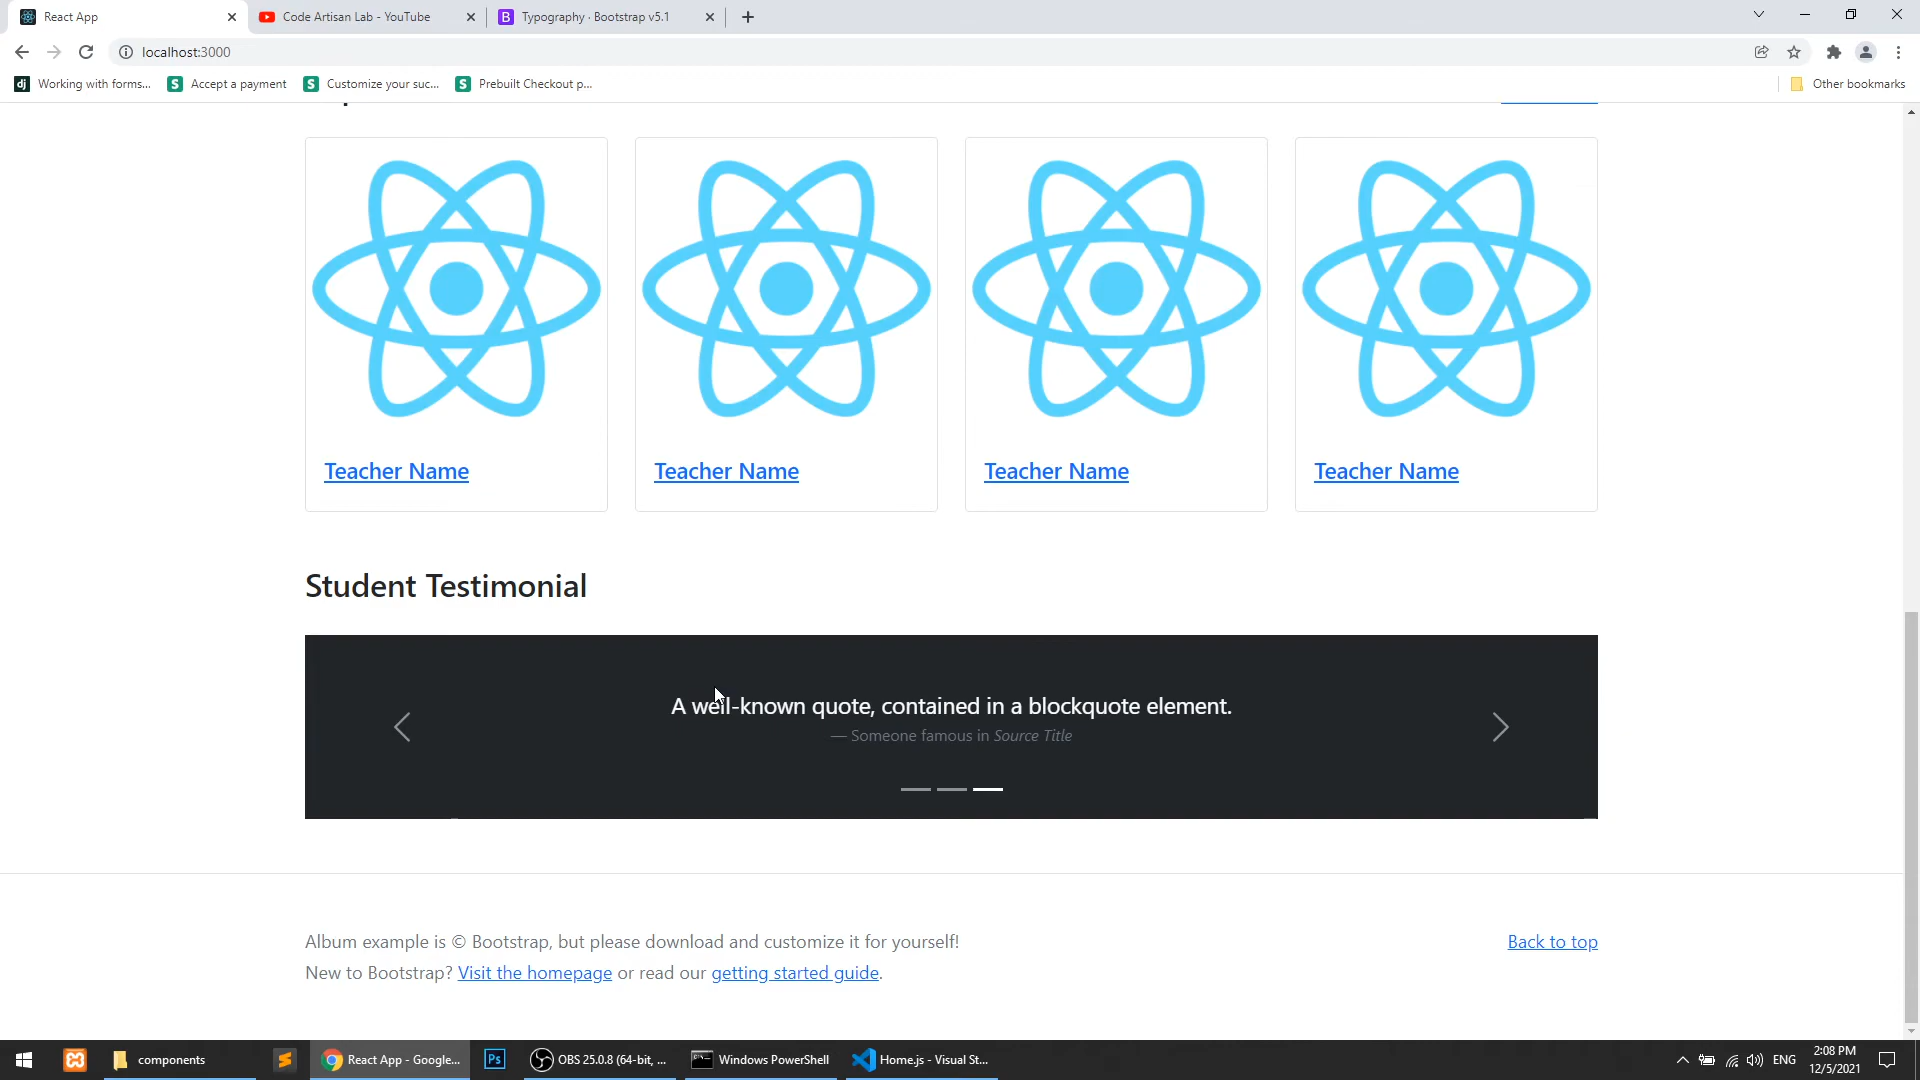 React App
Code Artisan Lab - YouTube
Typography · Bootstrap v5.1
localhost:3000
dj Working with forms...
S Accept a payment
S Customize your suc...
S Prebuilt Checkout p...
Other bookmarks
Teacher Name
Teacher Name
Teacher Name
Teacher Name
Student Testimonial
A well-known quote, contained in a blockquote element.
— Someone famous in Source Title
Album example is © Bootstrap, but please download and customize it for yourself!
Back to top
New to Bootstrap? Visit the homepage or read our getting started guide.
components
React App - Google...
Ps
OBS 25.0.8 (64-bit, ...
Windows PowerShell
Home.js - Visual St...
ENG
2:08 PM
12/5/2021